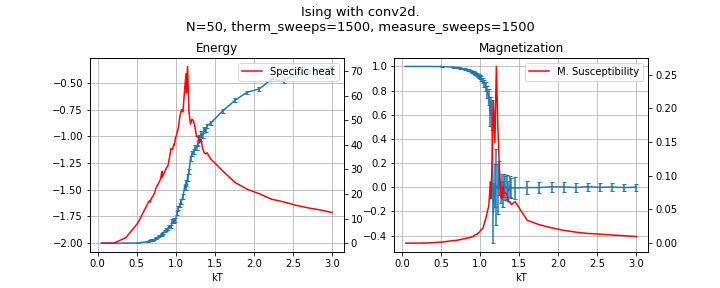 Ising with conv2d.
N=50, therm_sweeps=1500, measure_sweeps=1500
Energy
Magnetization
Specific heat
M. Susceptibility
−0.50
−0.75
−1.00
−1.25
−1.50
−1.75
−2.00
70
60
50
40
30
20
10
0
0.0 0.5 1.0 1.5 2.0 2.5 3.0
kT
1.0
0.8
0.6
0.4
0.2
0.0
−0.2
−0.4
0.25
0.20
0.15
0.10
0.05
0.00
0.0 0.5 1.0 1.5 2.0 2.5 3.0
kT